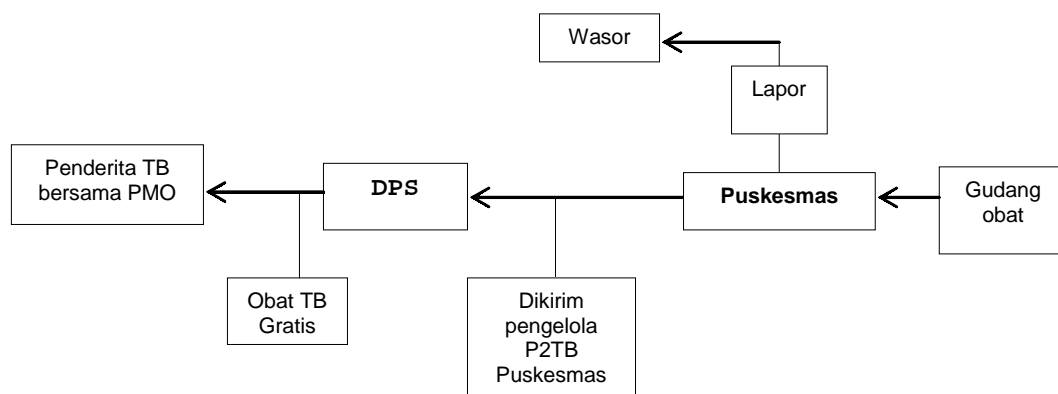 Wasor
Lapor
Penderita TB
bersama PMO
DPS
Puskesmas
Gudang
obat
Obat TB
Gratis
Dikirim
pengelola
P2TB
Puskesmas